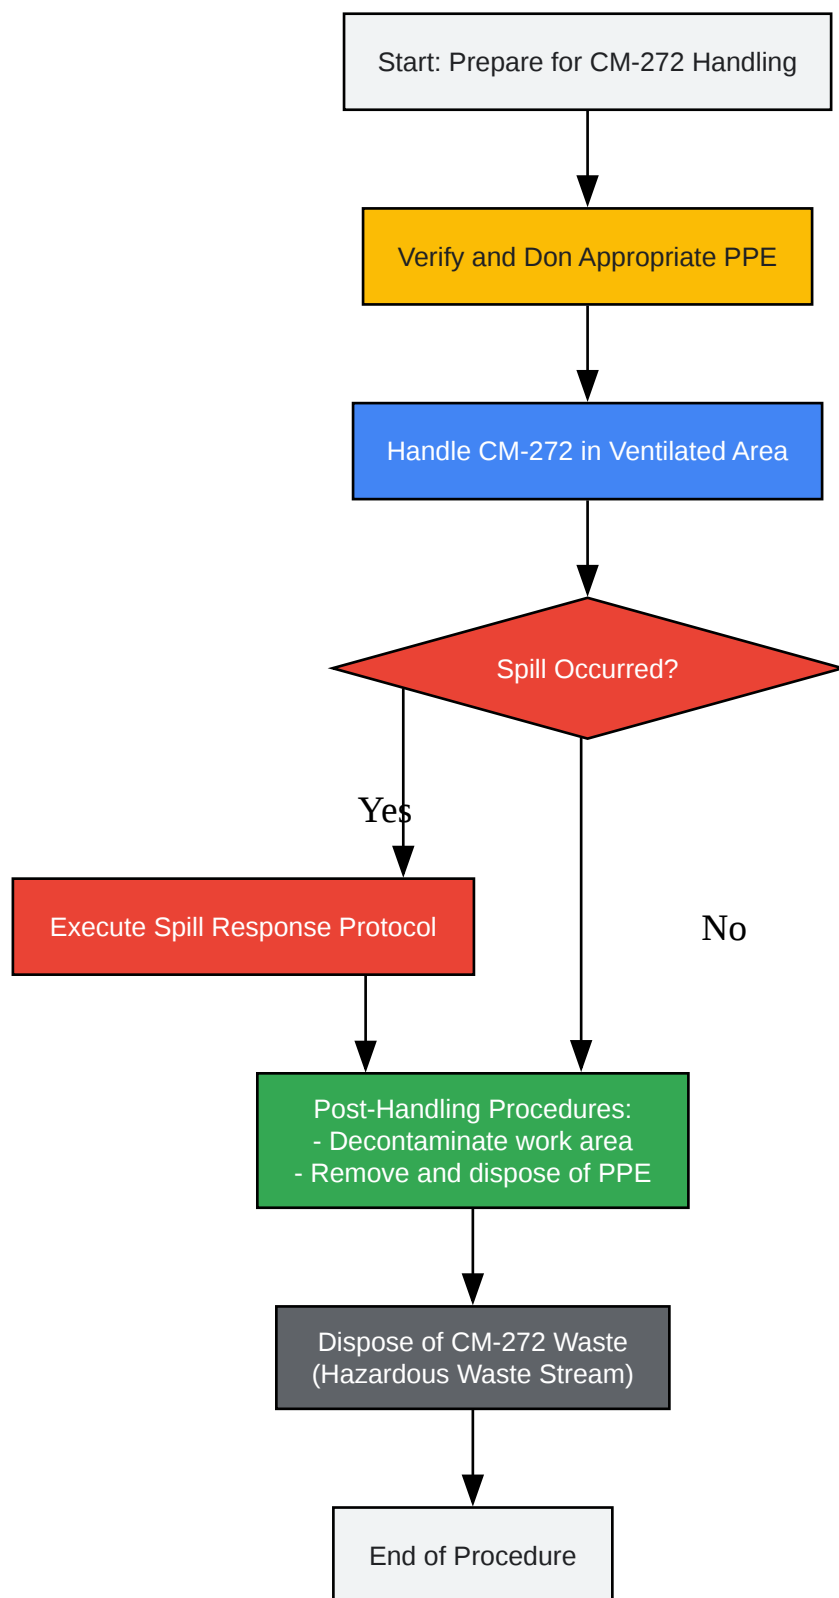 Start: Prepare for CM-272 Handling
Verify and Don Appropriate PPE
Handle CM-272 in Ventilated Area
Spill Occurred?
Yes
Execute Spill Response Protocol
No
Post-Handling Procedures:
- Decontaminate work area
- Remove and dispose of PPE
Dispose of CM-272 Waste
(Hazardous Waste Stream)
End of Procedure